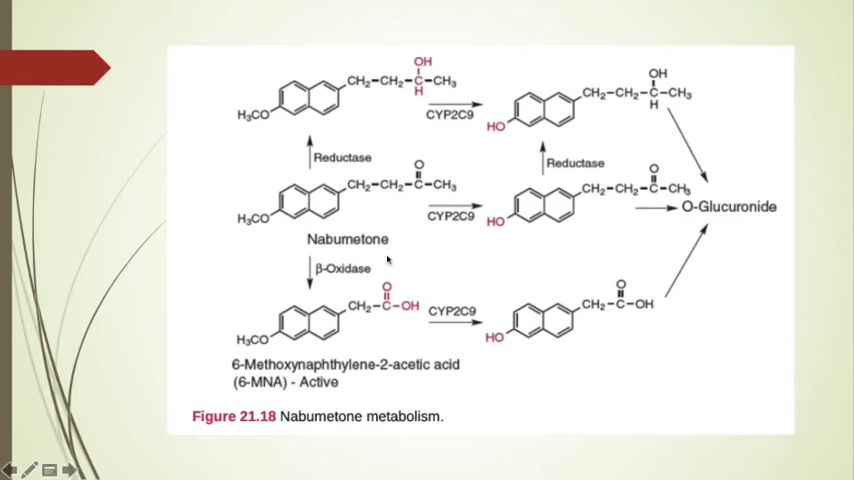 OH
CH₂–CH₂–C–CH₃
H
H₃CO
CYP2C9
OH
CH₂–CH₂–C–CH₃
H
HO
Reductase
Reductase
O
CH₂–CH₂–C–CH₃
H₃CO
CYP2C9
O
CH₂–CH₂–C–CH₃
HO
O-Glucuronide
Nabumetone
β-Oxidase
O
CH₂–C–OH
H₃CO
CYP2C9
O
CH₂–C–OH
HO
6-Methoxynaphthylene-2-acetic acid
(6-MNA) - Active
Figure 21.18 Nabumetone metabolism.